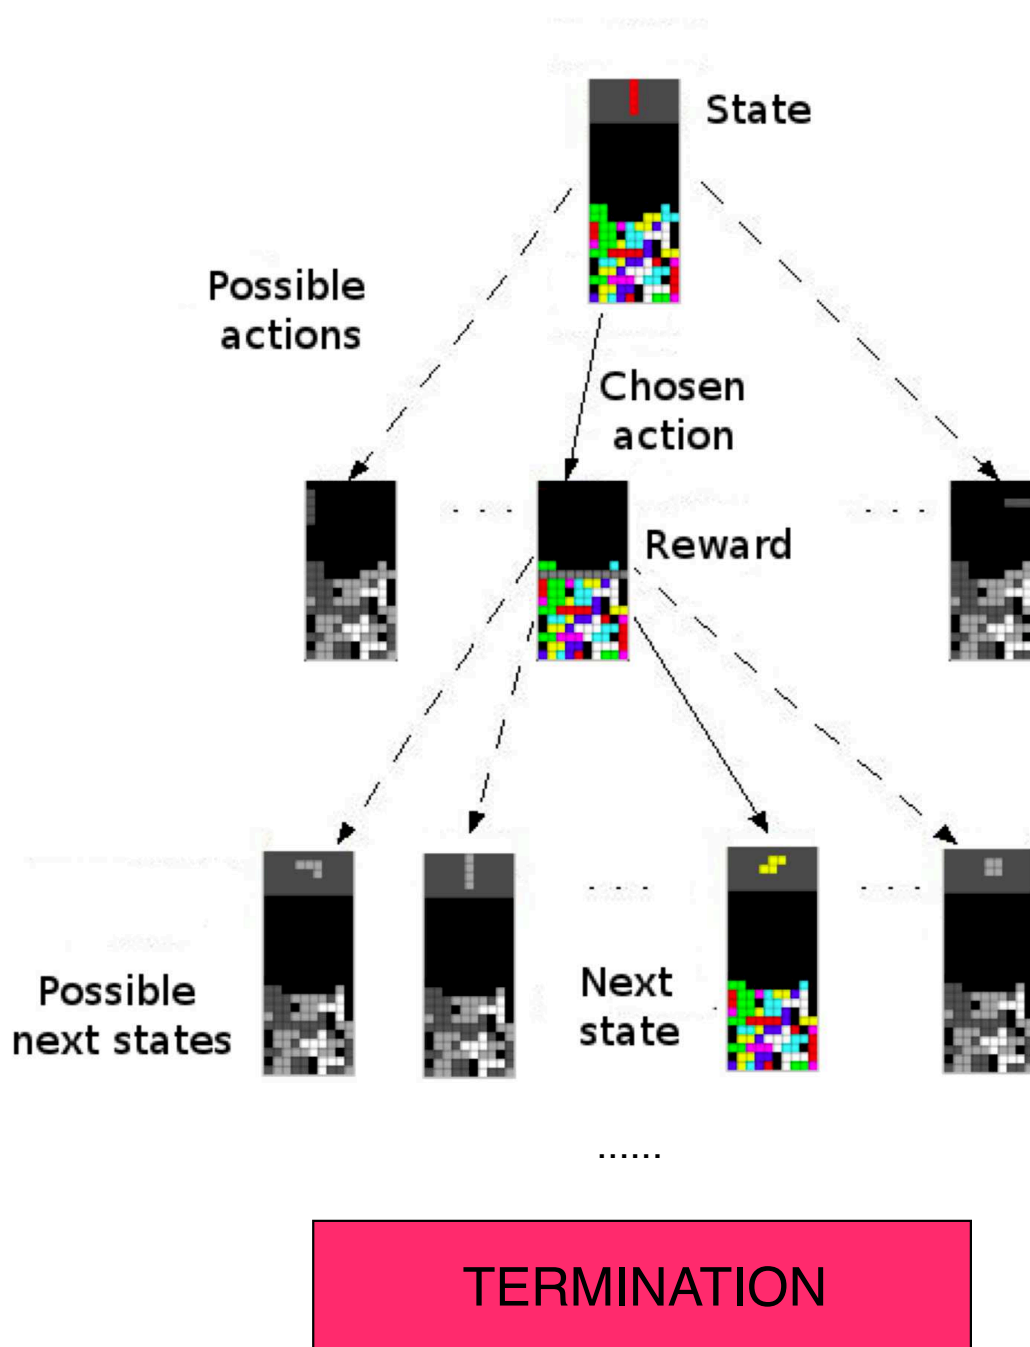 State
Possible
actions
Chosen
action
Reward
Possible
next states
Next
state
......
TERMINATION